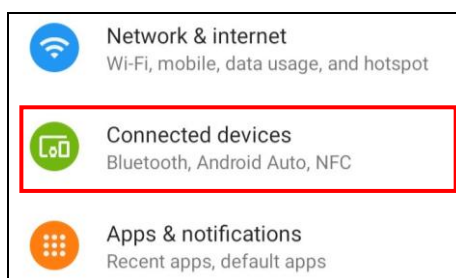 Network & internet
Wi-Fi, mobile, data usage, and hotspot
Connected devices
Bluetooth, Android Auto, NFC
Apps & notifications
Recent apps, default apps